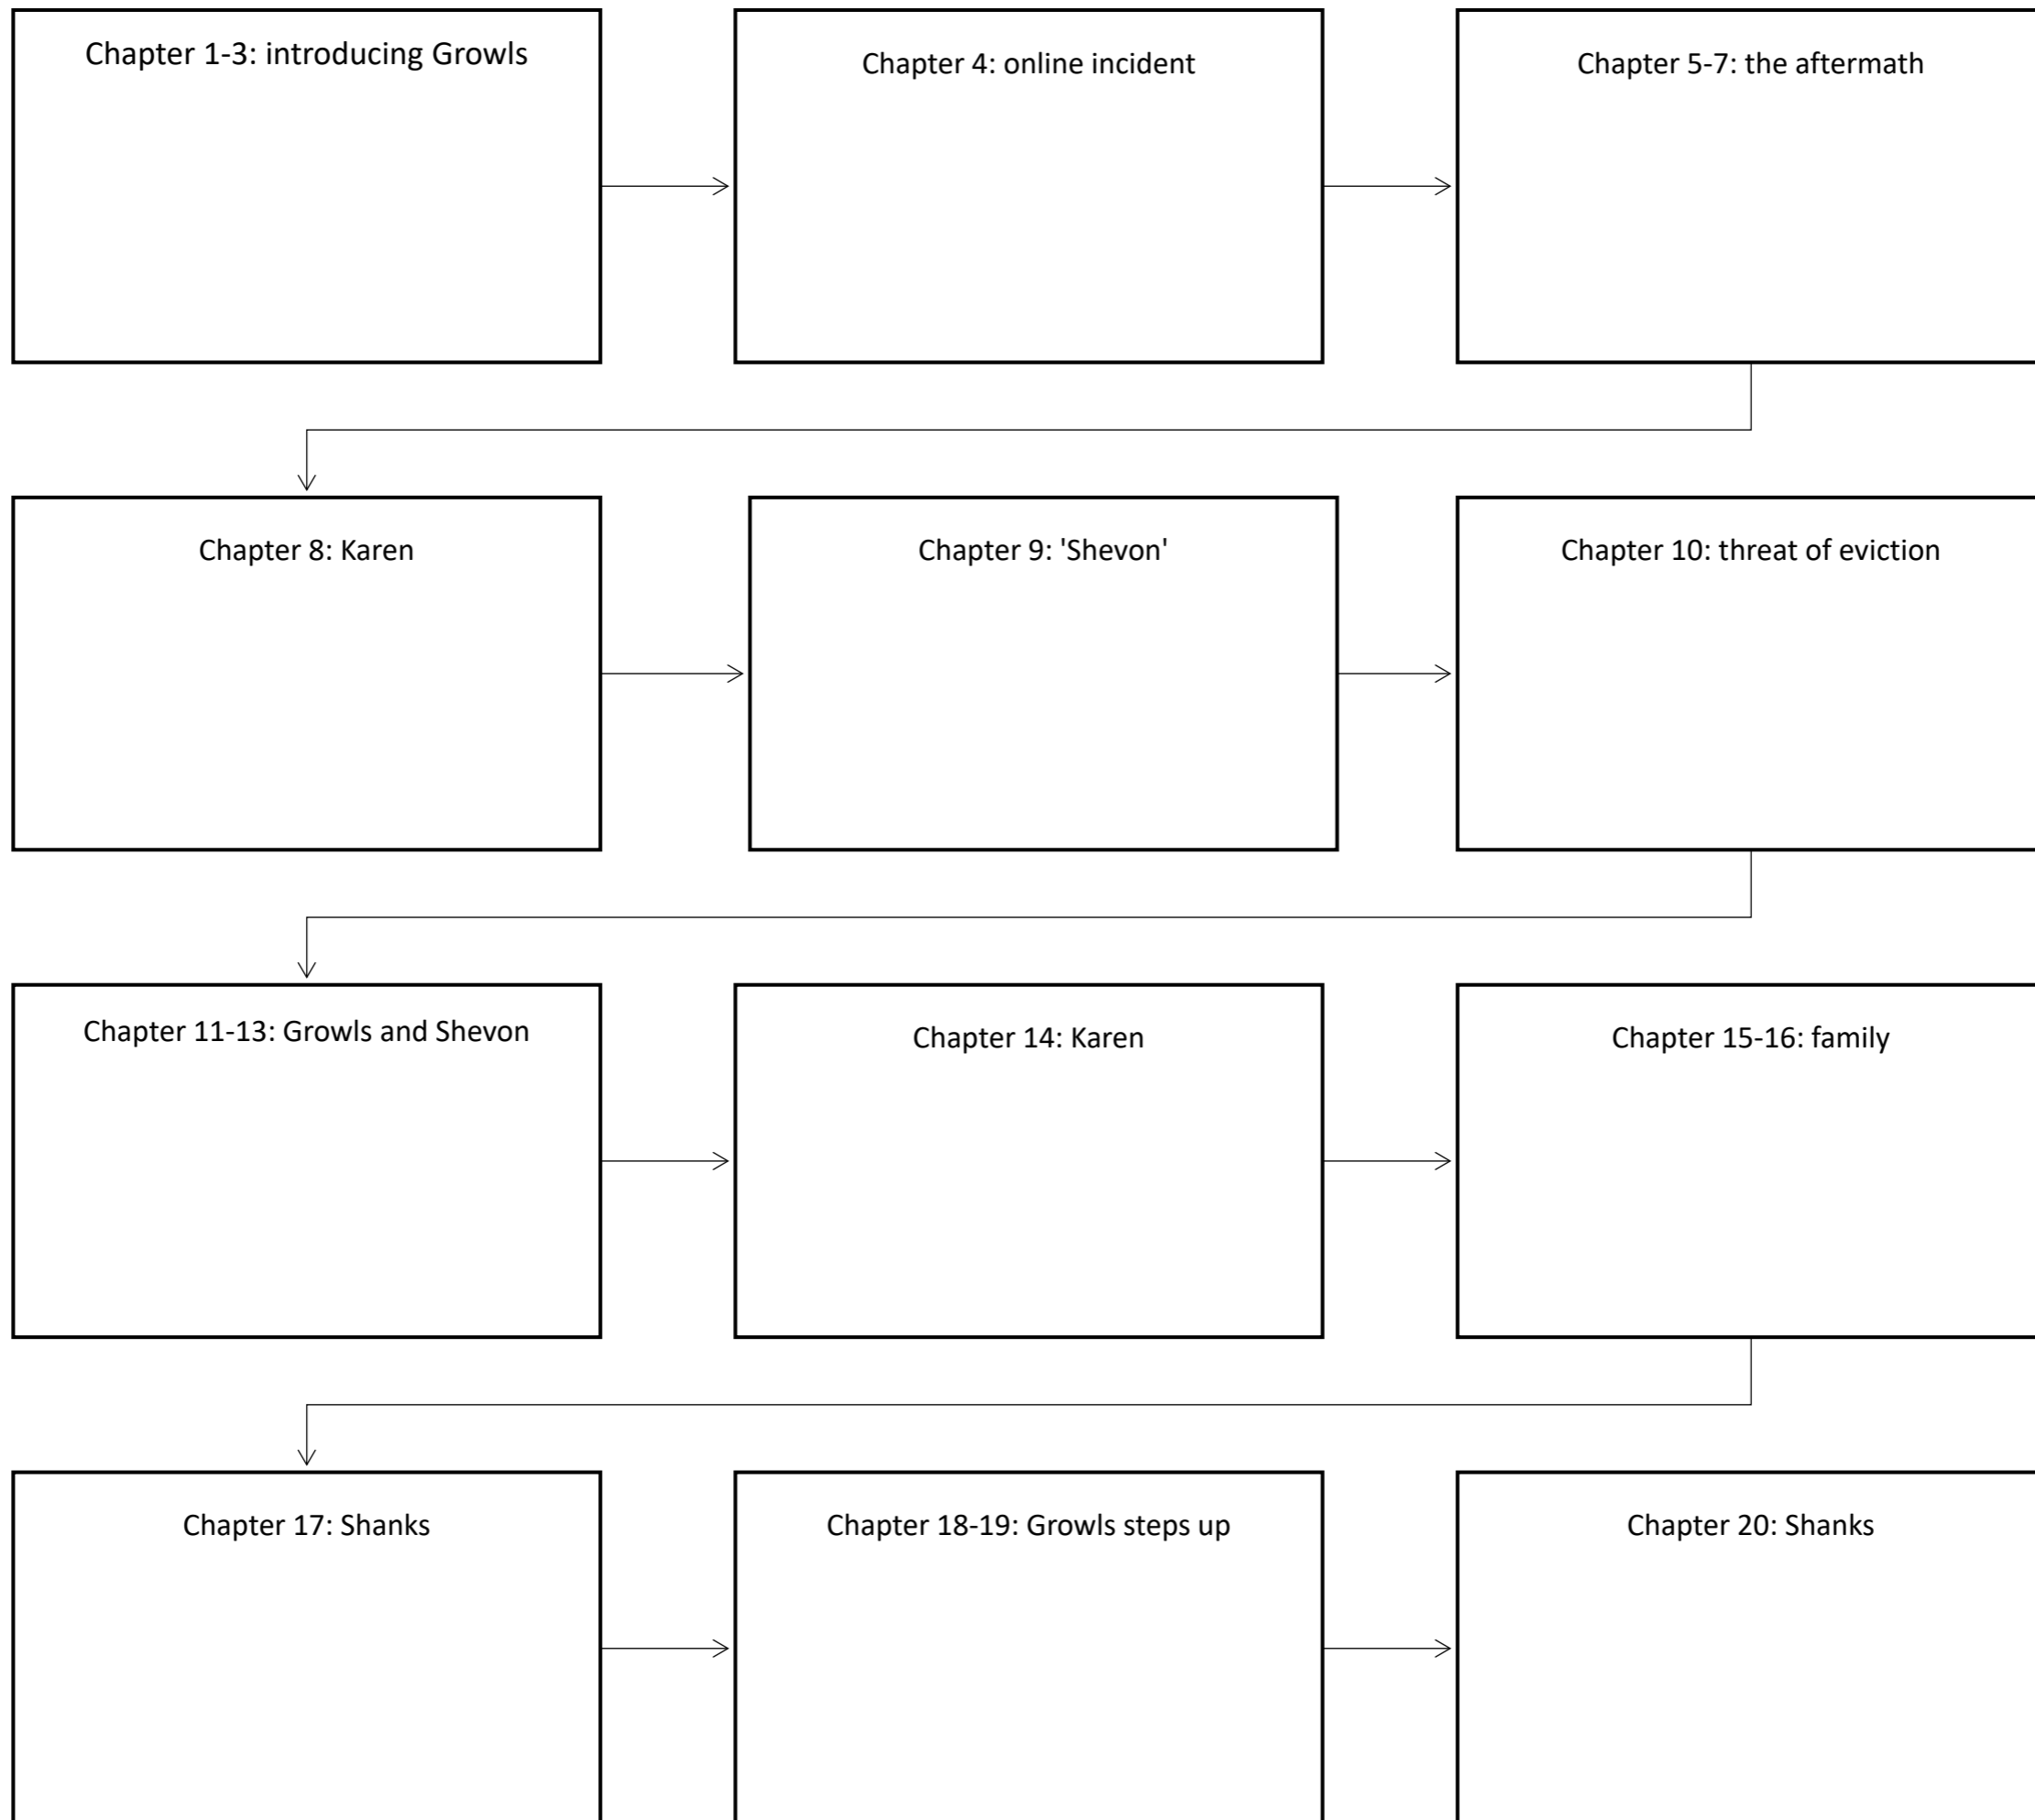 Chapter 1-3: introducing Growls
Chapter 4: online incident
Chapter 5-7: the aftermath
Chapter 8: Karen
Chapter 9: 'Shevon'
Chapter 10: threat of eviction
Chapter 11-13: Growls and Shevon
Chapter 14: Karen
Chapter 15-16: family
Chapter 17: Shanks
Chapter 18-19: Growls steps up
Chapter 20: Shanks